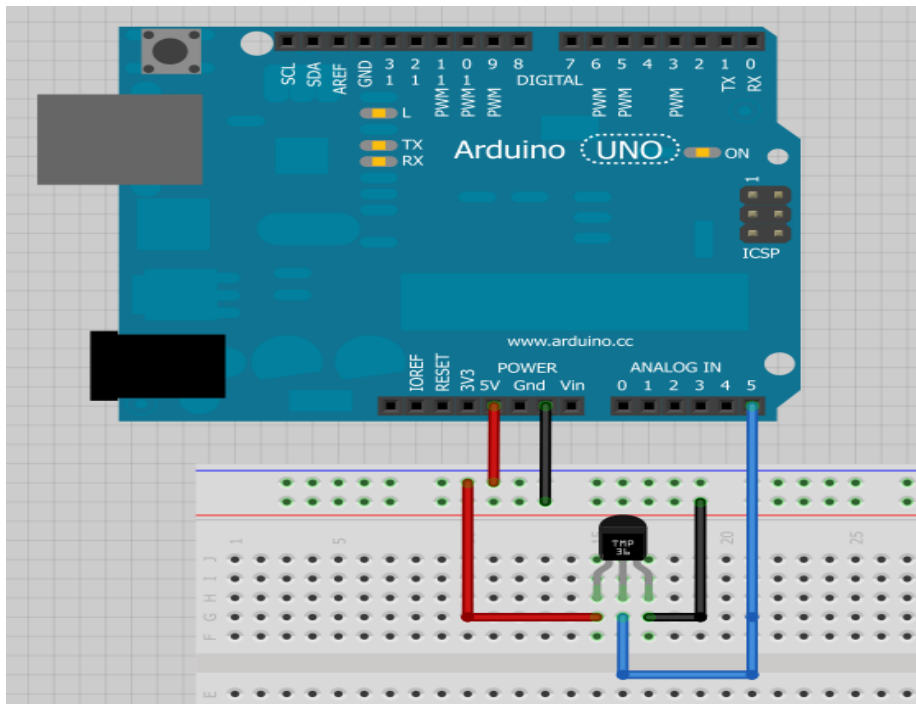 SCL SDA AREF GND 13 12 PWM 11 PWM 10 PWM 9 8 7 PWM 6 PWM 5 4 PWM 3 2 TX 1 RX 0
DIGITAL
L
TX
RX
Arduino UNO
ON
1
ICSP
www.arduino.cc
POWER
ANALOG IN
IOREF RESET 3V3 5V Gnd Vin 0 1 2 3 4 5
1 5 15 20 25
TMP
36
J
I
H
G
F
E